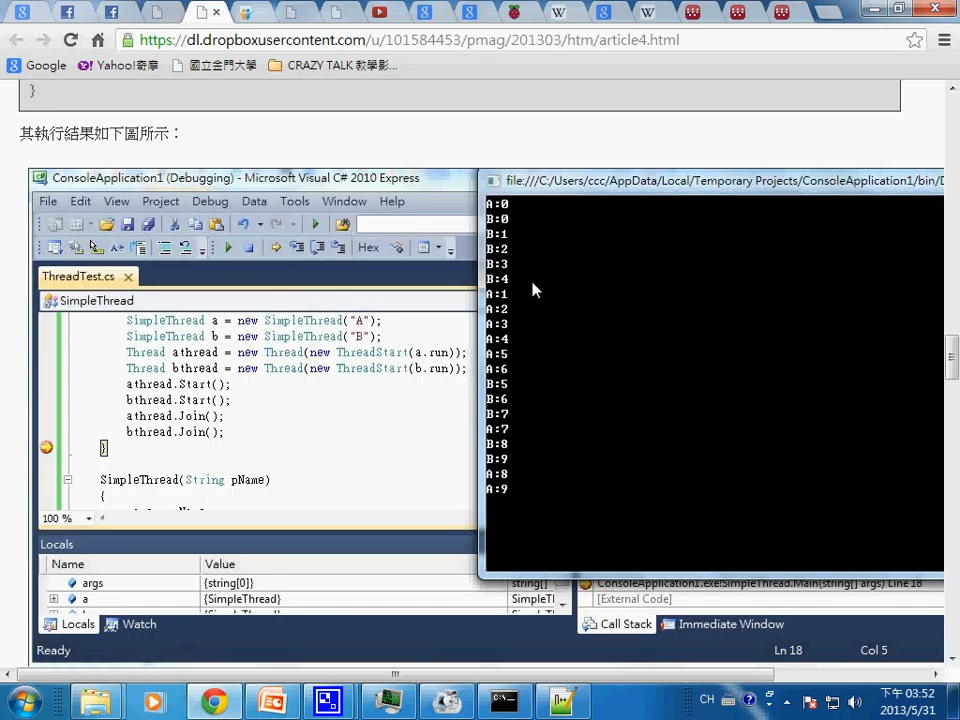 https://dl.dropboxusercontent.com/u/101584453/pmag/201303/htm/article4.html
Google Yahoo!奇摩 國立金門大學 CRAZY TALK 教學影...
}
其執行結果如下圖所示：
ConsoleApplication1 (Debugging) - Microsoft Visual C# 2010 Express
File Edit View Project Debug Data Tools Window Help
Hex
ThreadTest.cs
SimpleThread
SimpleThread a = new SimpleThread("A");
SimpleThread b = new SimpleThread("B");
Thread athread = new Thread(new ThreadStart(a.run));
Thread bthread = new Thread(new ThreadStart(b.run));
athread.Start();
bthread.Start();
athread.Join();
bthread.Join();
}
SimpleThread(String pName)
{
100 %
file:///C:/Users/ccc/AppData/Local/Temporary Projects/ConsoleApplication1/bin/D
A:0
B:0
B:1
B:2
B:3
B:4
A:1
A:2
A:3
A:4
A:5
A:6
B:5
B:6
B:7
A:7
B:8
B:9
A:8
A:9
Locals
Name Value
args {string[0]} string[]
a {SimpleThread} SimpleTl
Locals Watch
ConsoleApplication1.exe!SimpleThread.Main(string[] args) Line 18
[External Code]
Call Stack Immediate Window
Ready Ln 18 Col 5
CH
下午 03:52
2013/5/31